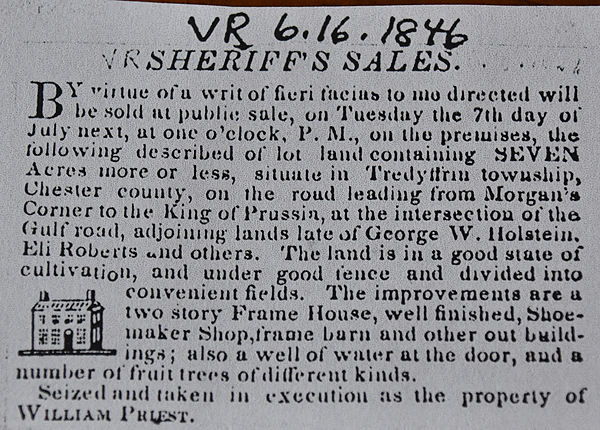 VR 6.16.1846
VR SHERIFF'S SALES.
BY virtue of a writ of fieri facias to me directed will
be sold at public sale, on Tuesday the 7th day of
July next, at one o'clock, P. M., on the premises, the
following described of lot land containing SEVEN
Acres more or less, situate in Tredyffrin township,
Chester county, on the road leading from Morgan's
Corner to the King of Prussia, at the intersection of the
Gulf road, adjoining lands late of George W. Holstein,
Eli Roberts and others. The land is in a good state of
cultivation, and under good fence and divided into
convenient fields. The improvements are a
two story Frame House, well finished, Shoe-
maker Shop, frame barn and other out build-
ings; also a well of water at the door, and a
number of fruit trees of different kinds.
Seized and taken in execution as the property of
WILLIAM PRIEST.